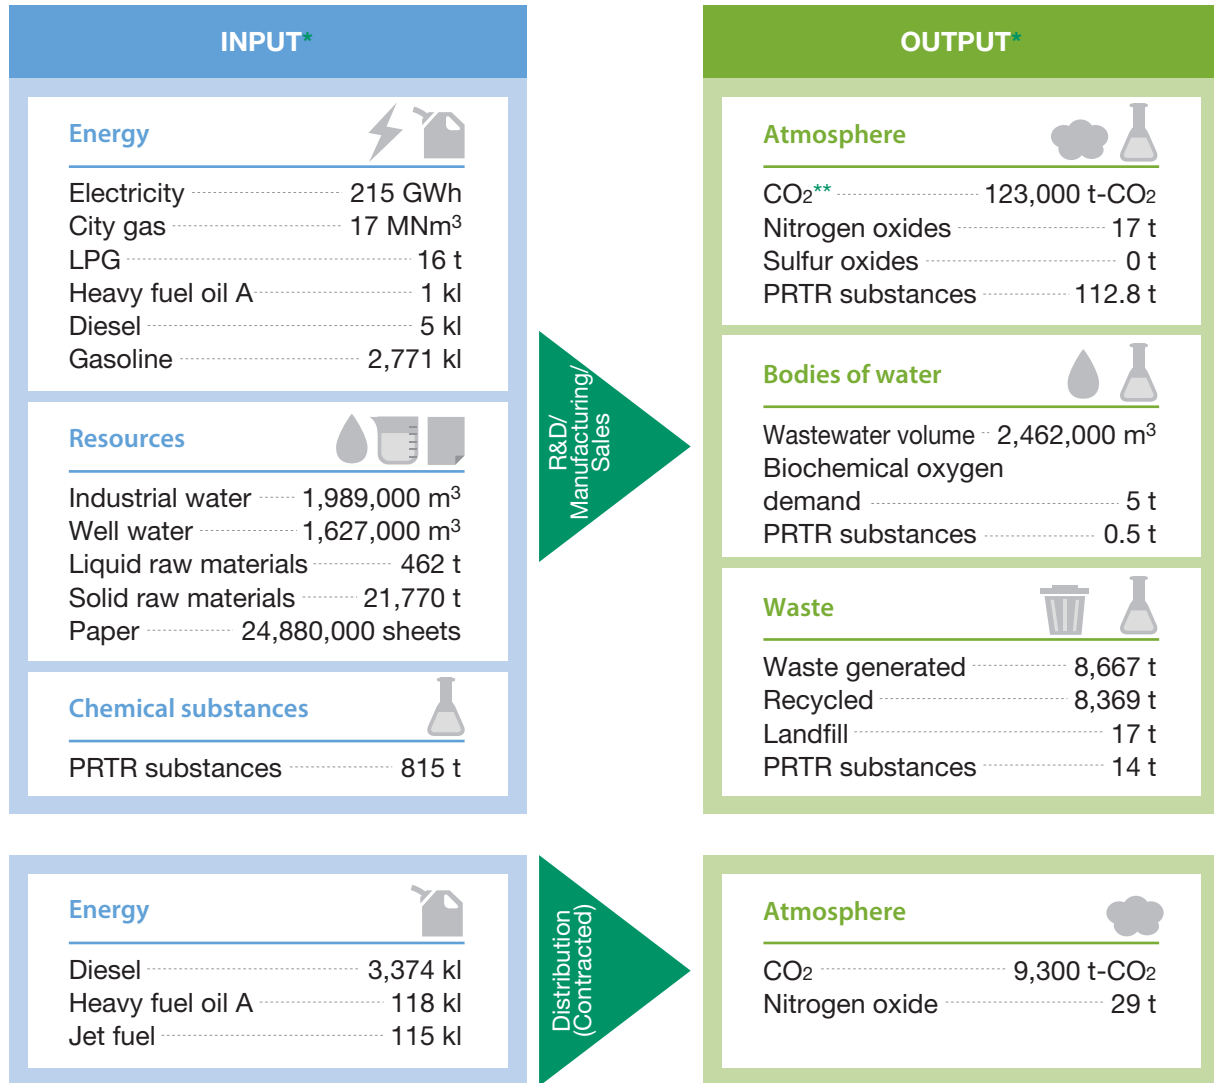 INPUT*
Energy
Electricity 215 GWh
City gas 17 MNm³
LPG 16 t
Heavy fuel oil A 1 kl
Diesel 5 kl
Gasoline 2,771 kl
Resources
Industrial water 1,989,000 m³
Well water 1,627,000 m³
Liquid raw materials 462 t
Solid raw materials 21,770 t
Paper 24,880,000 sheets
Chemical substances
PRTR substances 815 t
R&D/
Manufacturing/
Sales
OUTPUT*
Atmosphere
CO₂** 123,000 t-CO₂
Nitrogen oxides 17 t
Sulfur oxides 0 t
PRTR substances 112.8 t
Bodies of water
Wastewater volume 2,462,000 m³
Biochemical oxygen
demand 5 t
PRTR substances 0.5 t
Waste
Waste generated 8,667 t
Recycled 8,369 t
Landfill 17 t
PRTR substances 14 t
Energy
Diesel 3,374 kl
Heavy fuel oil A 118 kl
Jet fuel 115 kl
Distribution
(Contracted)
Atmosphere
CO₂ 9,300 t-CO₂
Nitrogen oxide 29 t